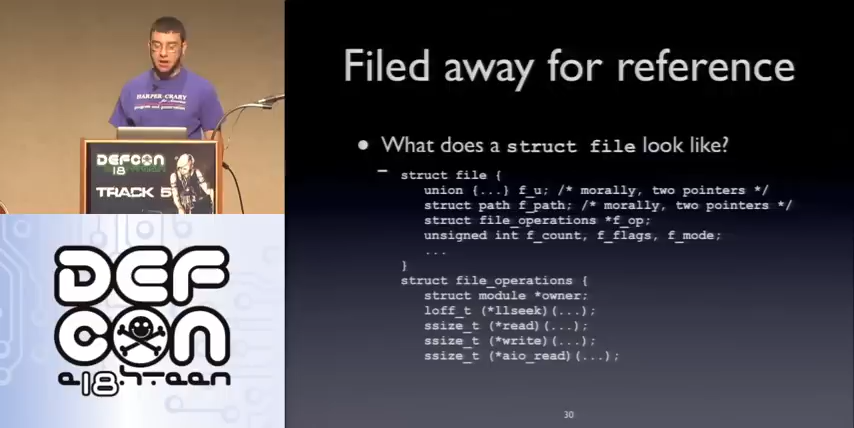 HARPER-CRARY
DEFCON
18
TRACK 5
DEF
CON
e18hteen
Filed away for reference
• What does a struct file look like?
– struct file {
union {...} f_u; /* morally, two pointers */
struct path f_path; /* morally, two pointers */
struct file_operations *f_op;
unsigned int f_count, f_flags, f_mode;
...
}
struct file_operations {
struct module *owner;
loff_t (*llseek)(...);
ssize_t (*read)(...);
ssize_t (*write)(...);
ssize_t (*aio_read)(...);
30